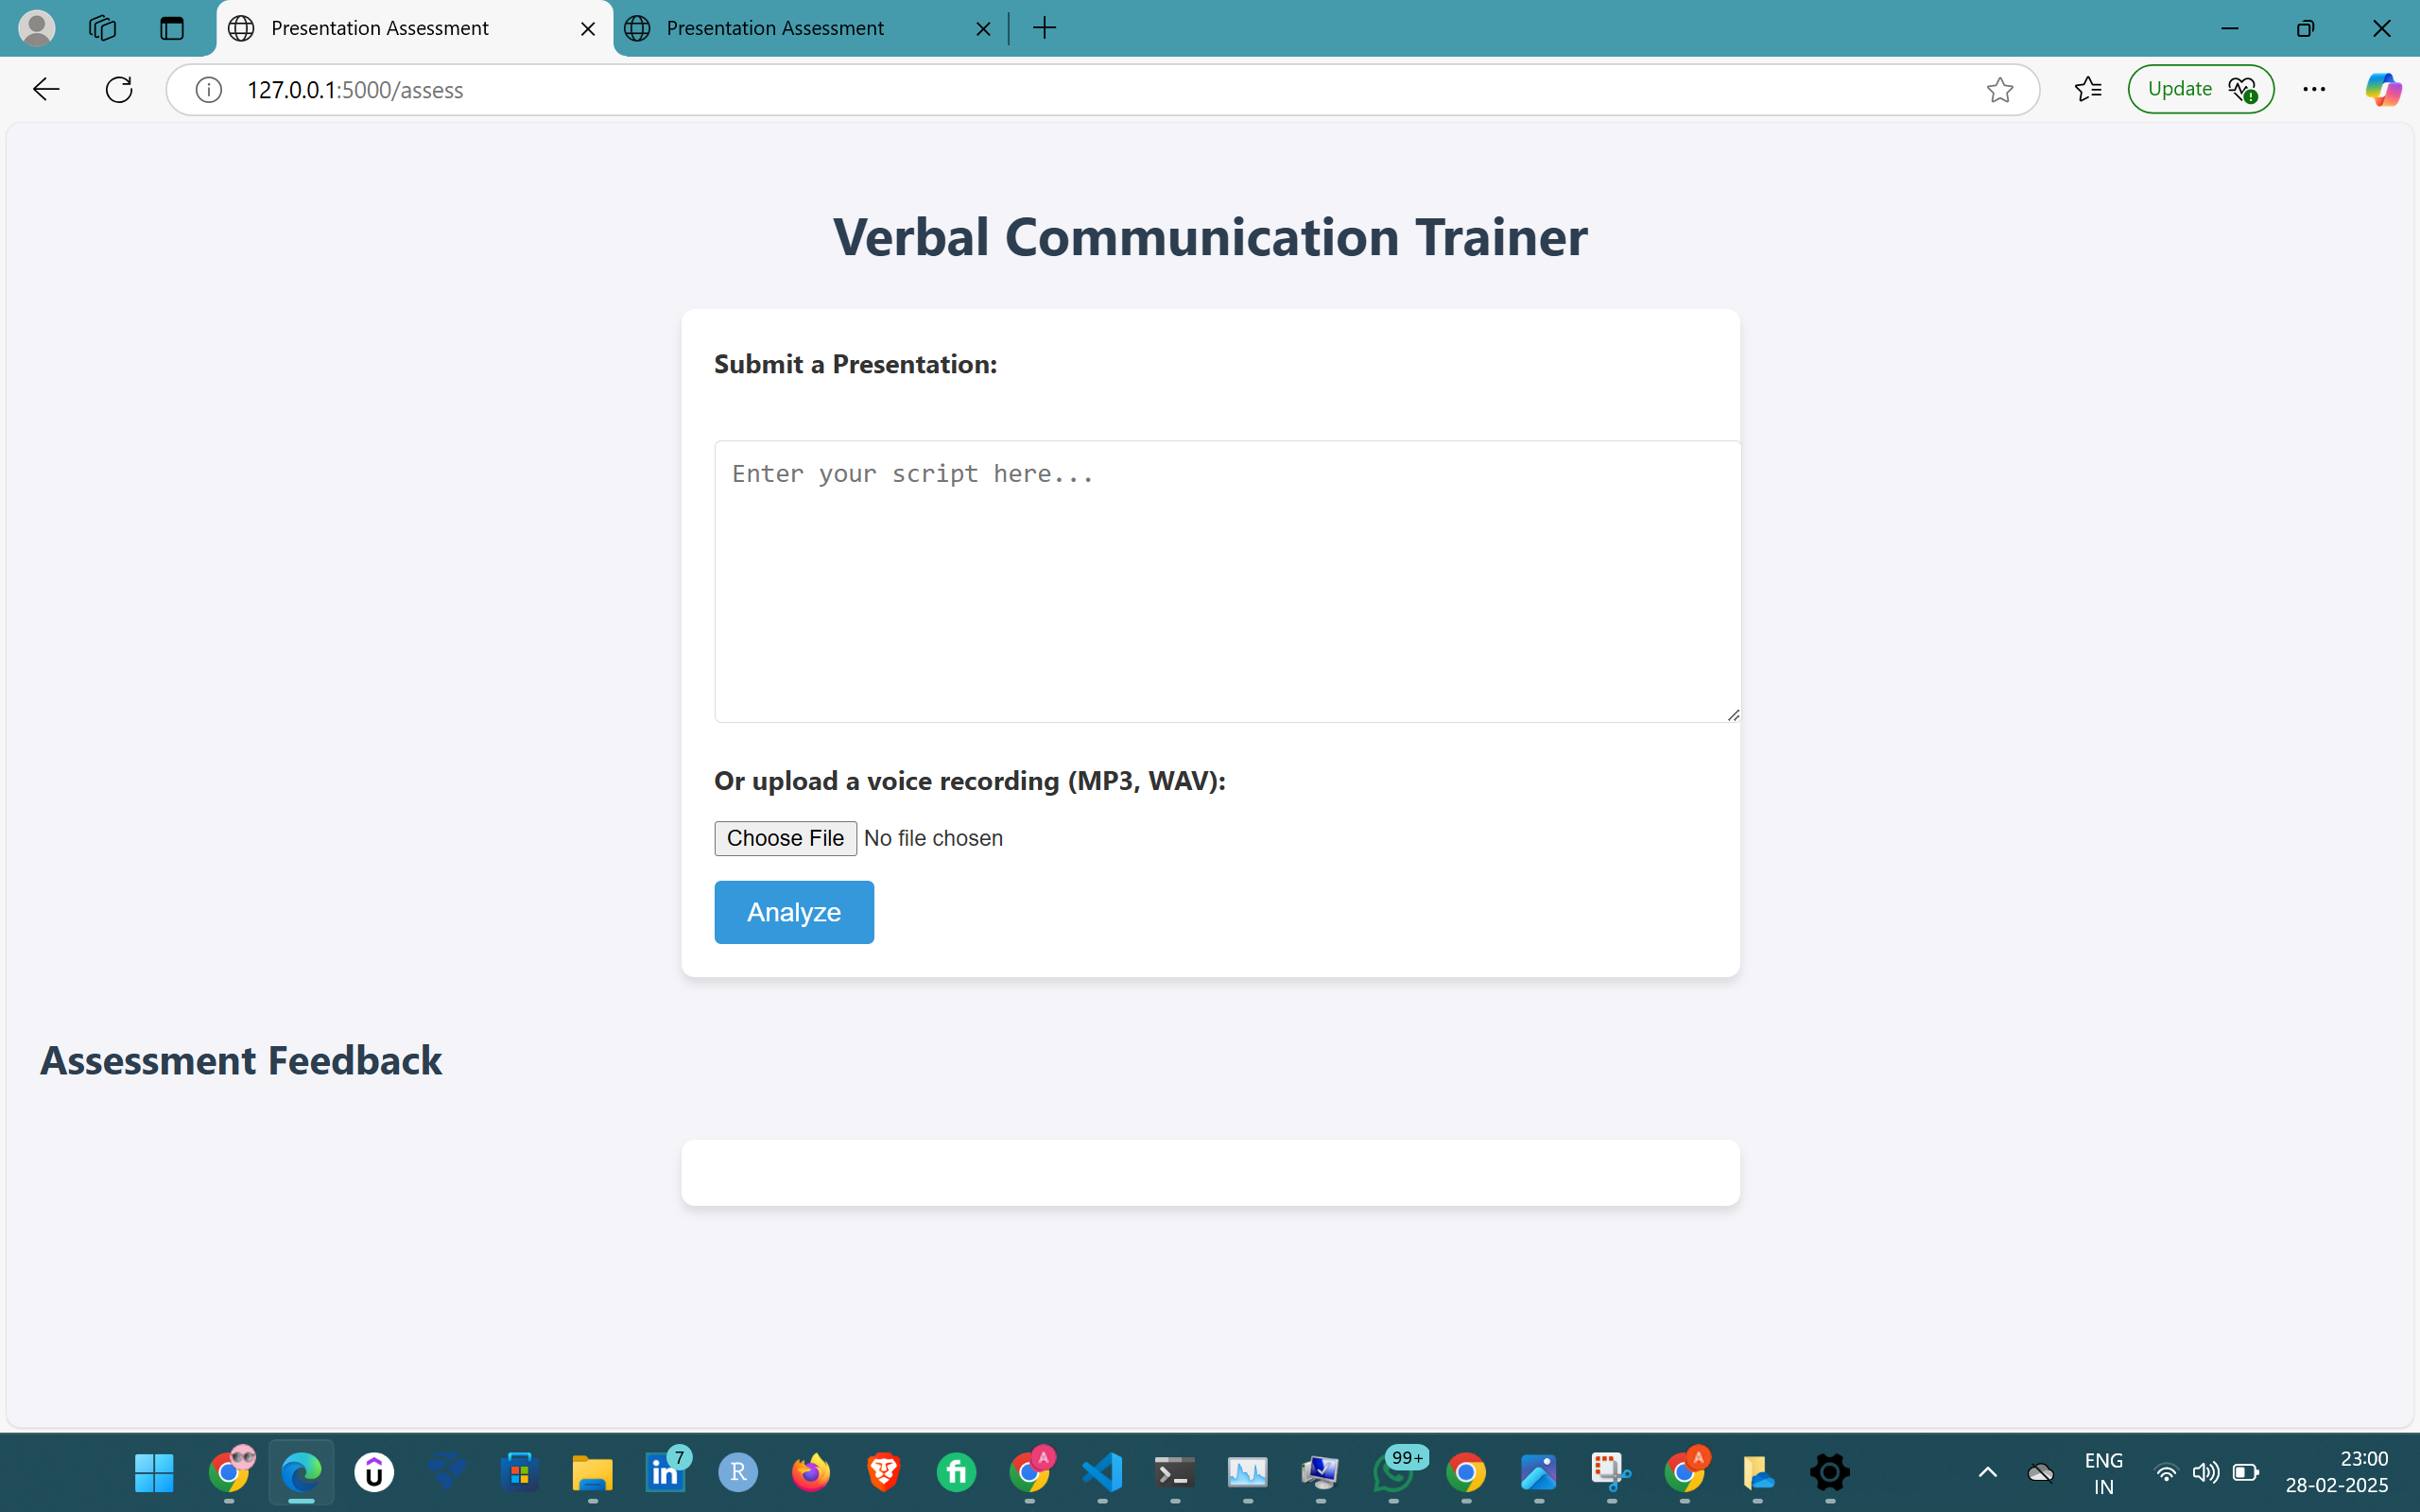 Presentation Assessment
Presentation Assessment
127.0.0.1:5000/assess
Update
Verbal Communication Trainer
Submit a Presentation:
Enter your script here...
Or upload a voice recording (MP3, WAV):
Choose File No file chosen
Analyze
Assessment Feedback
7
in
R
A
99+
A
ENG
IN
23:00
28-02-2025